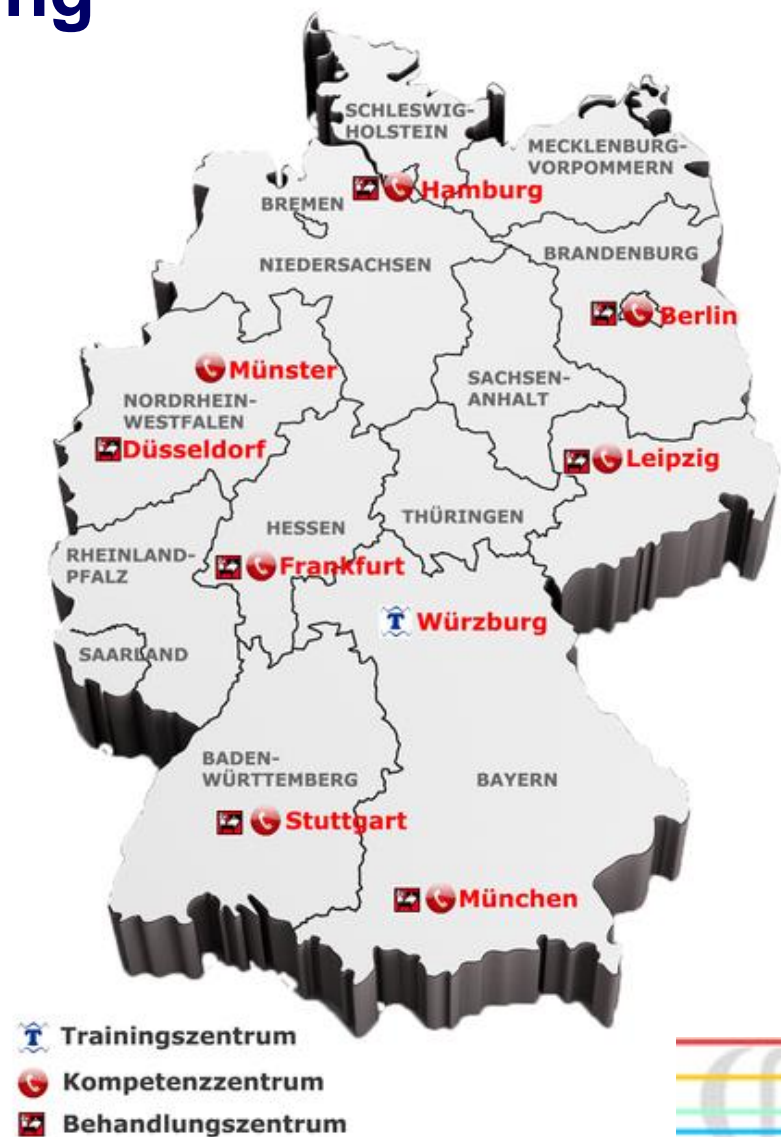 ng
SCHLESWIG-
HOLSTEIN
MECKLENBURG-
VORPOMMERN
Hamburg
BREMEN
NIEDERSACHSEN
BRANDENBURG
Berlin
Münster
SACHSEN-
ANHALT
NORDRHEIN-
WESTFALEN
Düsseldorf
Leipzig
HESSEN
THÜRINGEN
RHEINLAND-
PFALZ
Frankfurt
Würzburg
SAARLAND
BADEN-
WÜRTTEMBERG
BAYERN
Stuttgart
München
Trainingszentrum
Kompetenzzentrum
Behandlungszentrum